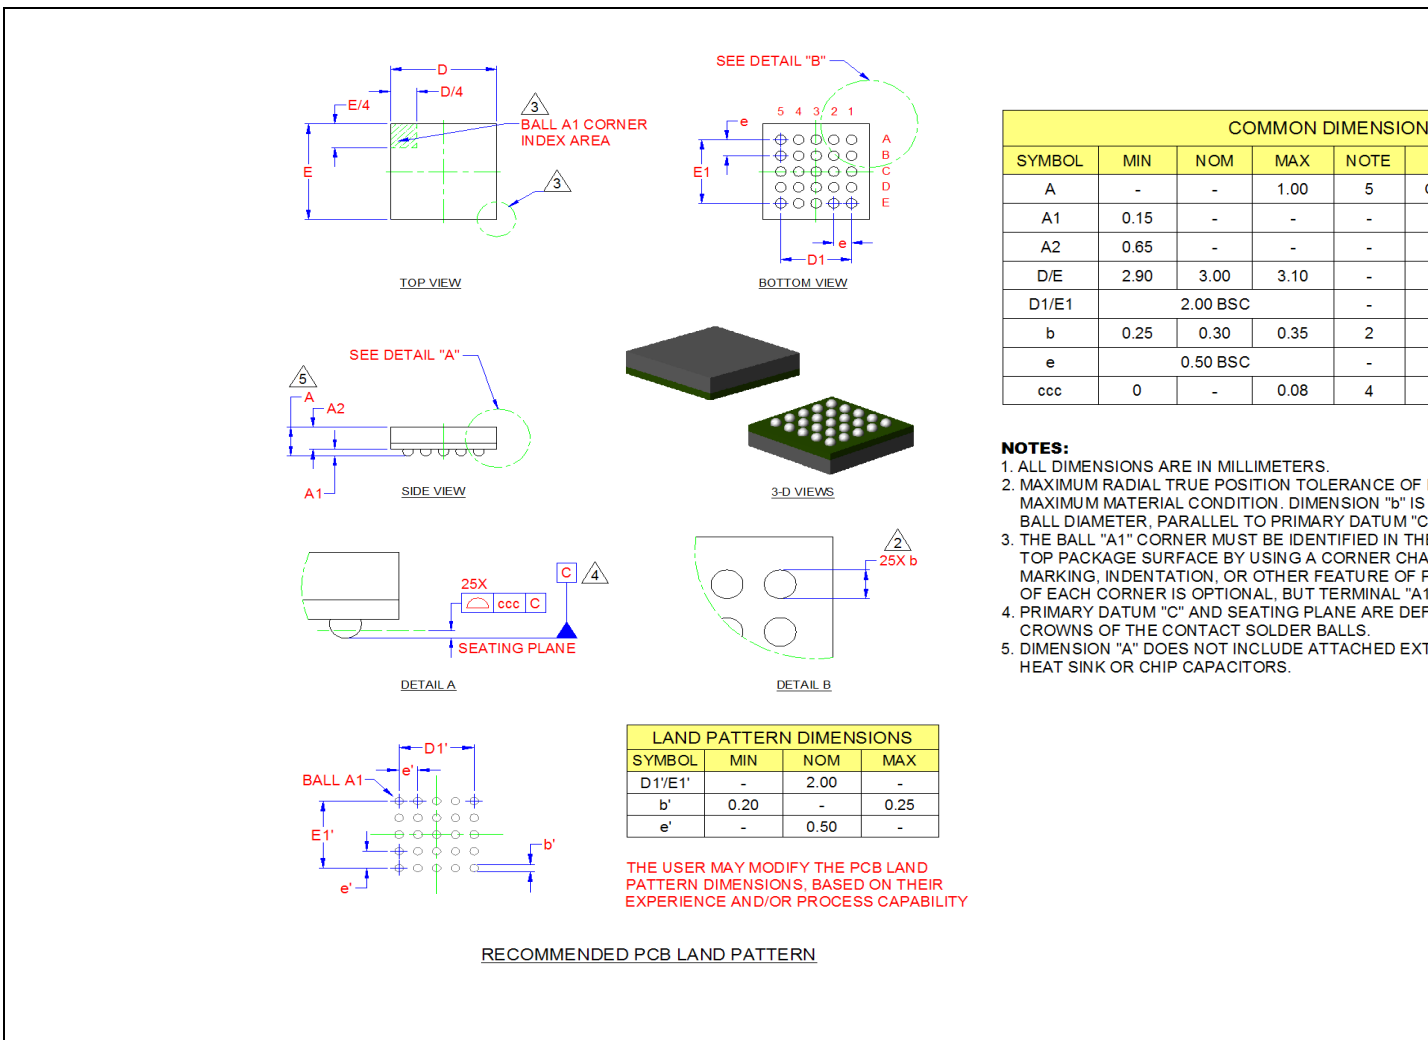 D
D/4
E/4
3
BALL A1 CORNER
INDEX AREA
E
3
TOP VIEW
SEE DETAIL "B"
5 4 3 2 1
e
A
B
C
D
E
E1
e
D1
BOTTOM VIEW
SEE DETAIL "A"
5
A
A2
A1
SIDE VIEW
3-D VIEWS
25X
ccc C
C
4
SEATING PLANE
DETAIL A
2
25X b
DETAIL B
D1'
e'
BALL A1
E1'
e'
b'
LAND PATTERN DIMENSIONS
SYMBOL MIN NOM MAX
D1'/E1' - 2.00 -
b' 0.20 - 0.25
e' - 0.50 -
THE USER MAY MODIFY THE PCB LAND
PATTERN DIMENSIONS, BASED ON THEIR
EXPERIENCE AND/OR PROCESS CAPABILITY
RECOMMENDED PCB LAND PATTERN
COMMON DIMENSION
SYMBOL MIN NOM MAX NOTE
A - - 1.00 5
A1 0.15 - - -
A2 0.65 - - -
D/E 2.90 3.00 3.10 -
D1/E1 2.00 BSC -
b 0.25 0.30 0.35 2
e 0.50 BSC -
ccc 0 - 0.08 4
NOTES:
1. ALL DIMENSIONS ARE IN MILLIMETERS.
2. MAXIMUM RADIAL TRUE POSITION TOLERANCE OF
MAXIMUM MATERIAL CONDITION. DIMENSION "b" IS
BALL DIAMETER, PARALLEL TO PRIMARY DATUM "C
3. THE BALL "A1" CORNER MUST BE IDENTIFIED IN THE
TOP PACKAGE SURFACE BY USING A CORNER CHA
MARKING, INDENTATION, OR OTHER FEATURE OF
OF EACH CORNER IS OPTIONAL, BUT TERMINAL "A1
4. PRIMARY DATUM "C" AND SEATING PLANE ARE DEF
CROWNS OF THE CONTACT SOLDER BALLS.
5. DIMENSION "A" DOES NOT INCLUDE ATTACHED EXT
HEAT SINK OR CHIP CAPACITORS.